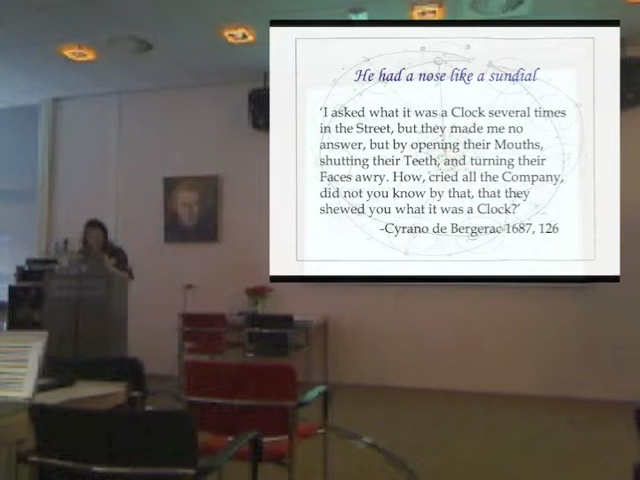 He had a nose like a sundial
'I asked what it was a Clock several times
in the Street, but they made me no
answer, but by opening their Mouths,
shutting their Teeth, and turning their
Faces awry. How, cried all the Company,
did not you know by that, that they
shewed you what it was a Clock?'
-Cyrano de Bergerac 1687, 126